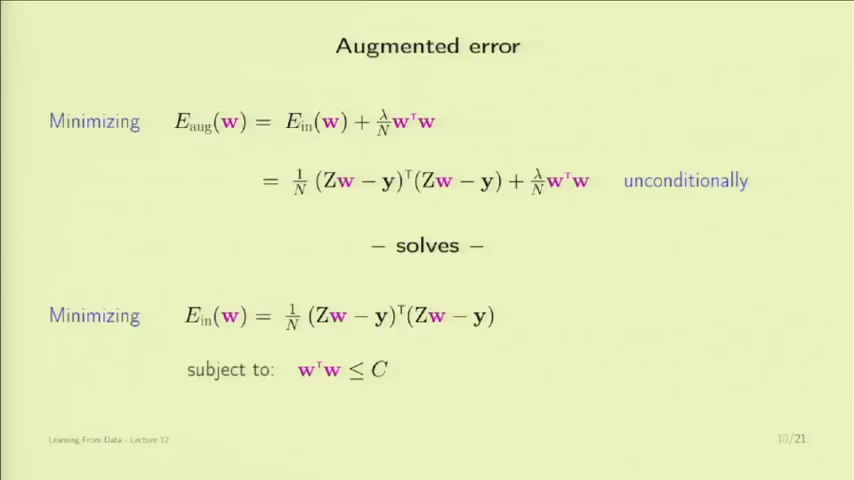 Augmented error
Minimizing E_aug(w) = E_in(w) + λ/N wᵀw
= 1/N (Zw − y)ᵀ(Zw − y) + λ/N wᵀw unconditionally
− solves −
Minimizing E_in(w) = 1/N (Zw − y)ᵀ(Zw − y)
subject to: wᵀw ≤ C
Learning From Data - Lecture 12 10/21